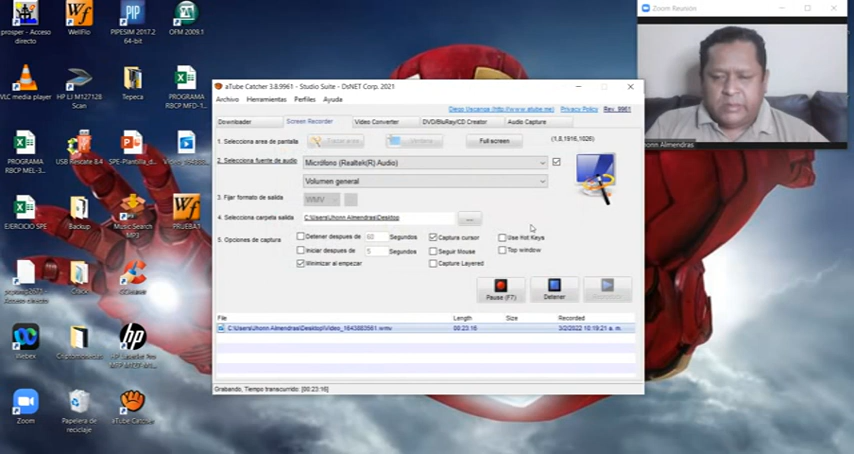 prosper - Acceso directo
WellFlo
PIPESIM 2017.2 64-bit
OFM 2009.1
VLC media player
HP LJ M127128 Scan
Tepeca
PROGRAMA RBCP MFD-1...
PROGRAMA RBCP MEL-3...
USB Restale 8.4
SPE-Plantilla_d...
EJERCICIO SPE
Backup
Music Search MP3
PRUEBA1
Crack
CCleaner
Webex
Criptomonedas
Zoom
Papelera de reciclaje
aTube Catcher
aTube Catcher 3.8.9961 - Studio Suite - DsNET Corp. 2021
Archivo Herramientas Perfiles Ayuda
Diego Uscanga (http://www.atube.me) Privacy Policy Rev. 9961
Downloader Screen Recorder Video Converter DVD/BluRay/CD Creator Audio Capture
1. Selecciona area de pantalla Full screen (1,8,1916,1026)
2. Selecciona fuente de audio Micrófono (Realtek(R) Audio)
Volumen general
3. Fijar formato de salida WMV
4. Selecciona carpeta salida C:\Users\Uhonn Almendras\Desktop ...
5. Opciones de captura Detener despues de 60 Segundos Captura cursor Use Hot Keys
Iniciar despues de 5 Segundos Seguir Mouse Top window
Minimizar al empezar Capture Layered
Pause (F7) Detener
File Length Size Recorded
C:\Users\Uhonn Almendras\Desktop\Video_1643883561.wmv 00:23:16 3/2/2022 10:19:21 a. m.
Grabando, Tiempo transcurrido: [00:23:16]
Zoom Reunión
honn Almendras